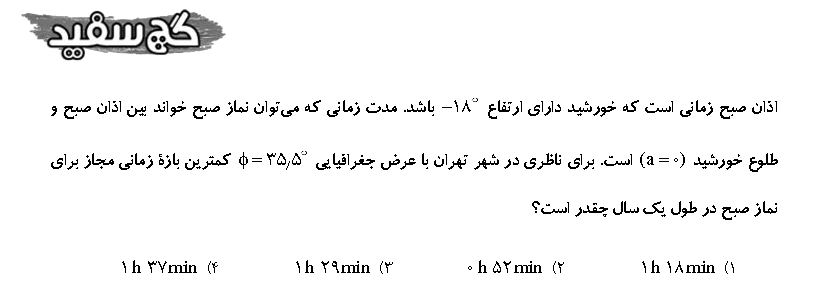 گچ سفید
اذان صبح زمانی است که خورشید دارای ارتفاع −۱۸° باشد. مدت زمانی که می‌توان نماز صبح خواند بین اذان صبح و
طلوع خورشید (a = ۰) است. برای ناظری در شهر تهران با عرض جغرافیایی ϕ = ۳۵٫۵° کمترین بازهٔ زمانی مجاز برای
نماز صبح در طول یک سال چقدر است؟
۱) ۱h ۱۸min ۲) ۰h ۵۲min ۳) ۱h ۲۹min ۴) ۱h ۳۷min